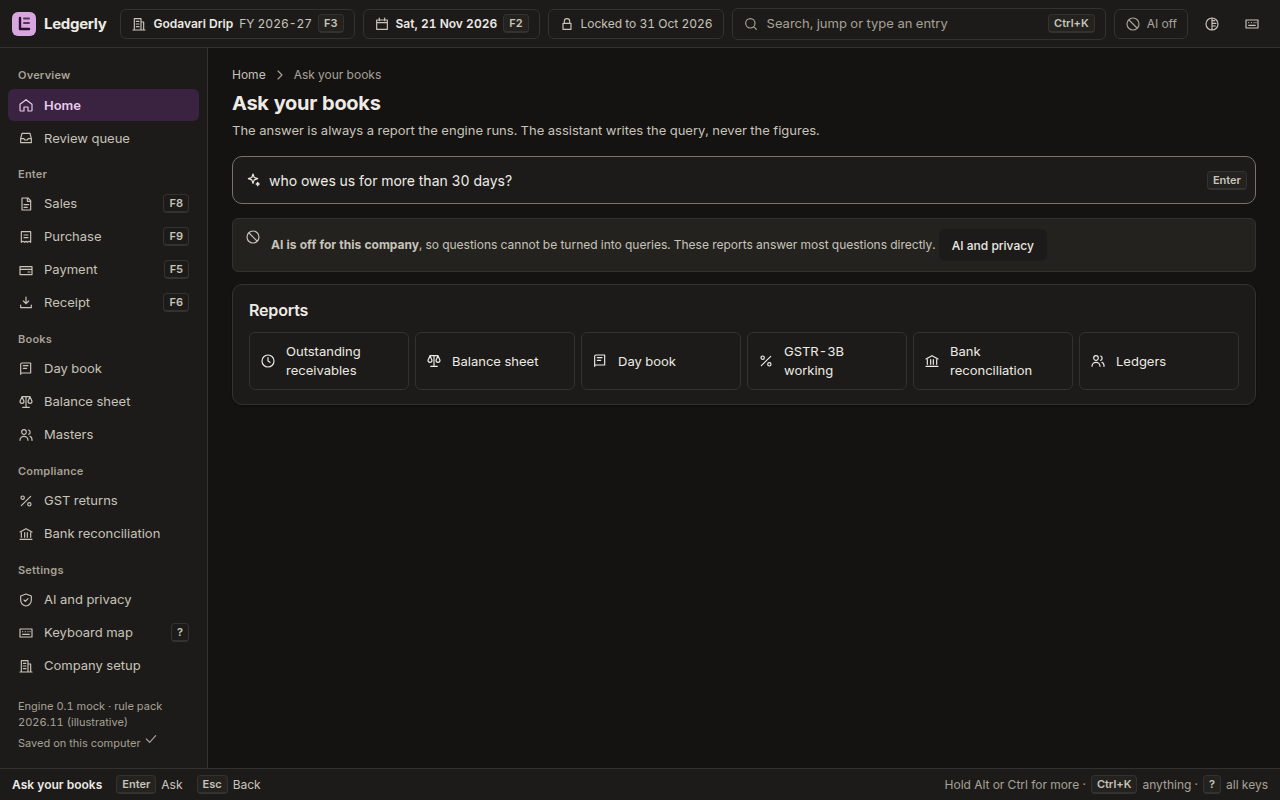 Ledgerly
Godavari Drip FY 2026-27 F3
Sat, 21 Nov 2026 F2
Locked to 31 Oct 2026
Search, jump or type an entry Ctrl+K
AI off
Overview
Home
Review queue
Enter
Sales F8
Purchase F9
Payment F5
Receipt F6
Books
Day book
Balance sheet
Masters
Compliance
GST returns
Bank reconciliation
Settings
AI and privacy
Keyboard map ?
Company setup
Engine 0.1 mock · rule pack
2026.11 (illustrative)
Saved on this computer
Home > Ask your books
Ask your books
The answer is always a report the engine runs. The assistant writes the query, never the figures.
who owes us for more than 30 days? Enter
AI is off for this company, so questions cannot be turned into queries. These reports answer most questions directly. AI and privacy
Reports
Outstanding
receivables
Balance sheet
Day book
GSTR-3B
working
Bank
reconciliation
Ledgers
Ask your books Enter Ask Esc Back
Hold Alt or Ctrl for more · Ctrl+K anything · ? all keys